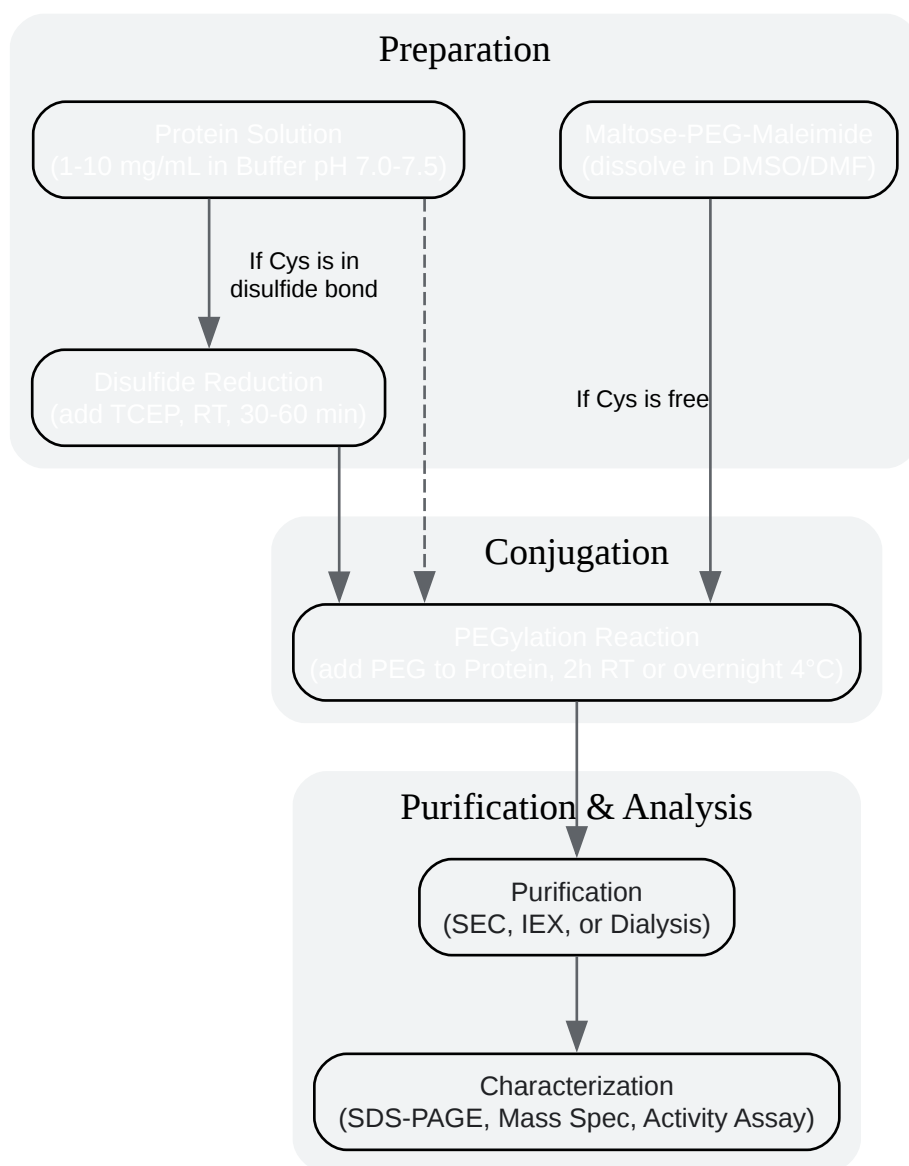 Preparation
Protein Solution
(1-10 mg/mL in Buffer pH 7.0-7.5)
Maltose-PEG-Maleimide
(dissolve in DMSO/DMF)
If Cys is in
disulfide bond
Disulfide Reduction
(add TCEP, RT, 30-60 min)
If Cys is free
Conjugation
PEGylation Reaction
(add PEG to Protein, 2h RT or overnight 4°C)
Purification & Analysis
Purification
(SEC, IEX, or Dialysis)
Characterization
(SDS-PAGE, Mass Spec, Activity Assay)